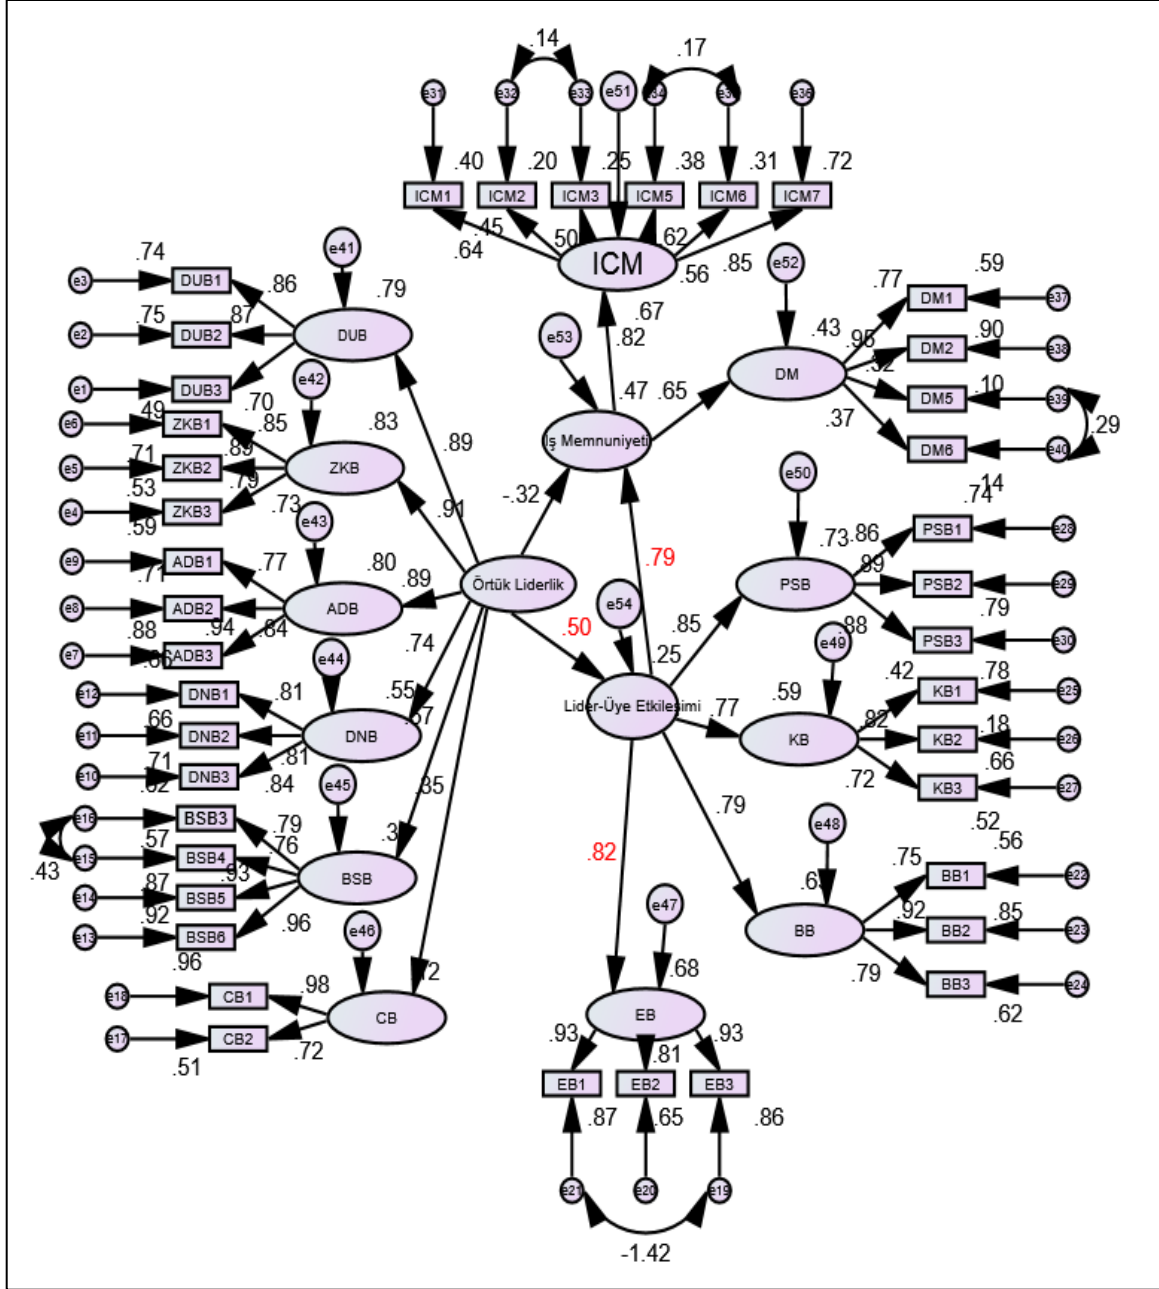 .14
.17
e31
e32
e33
e51
e36
.40
.20
.25
.38
.31
.72
ICM1
ICM2
ICM3
ICM5
ICM6
ICM7
.45
.64
.50
.62
.56
.85
ICM
e41
e52
.74
.79
.77
.59
e3
DUB1
.86
DM1
e37
.67
.82
e53
.43
.95
.90
e2
.75
DUB2
.87
DUB
DM2
e38
DM
.47
.65
e42
e1
DUB3
DM5
.10
e39
.49
.70
.37
.29
e6
ZKB1
.85
.83
.89
İş Memnuniyeti
DM6
e40
e5
.71
ZKB2
ZKB
e50
.53
.79
-.32
.14
.74
e4
ZKB3
.73
.91
.59
e43
.73
.86
PSB1
e28
e9
ADB1
.77
.80
.89
.79
.89
.71
Örtük Liderlik
PSB
PSB2
e29
e8
ADB2
ADB
e54
.79
.88
.94
.84
.50
.85
.88
e49
PSB3
e30
e7
ADB3
e44
.74
.25
.42
.78
e12
DNB1
.81
.55
.59
KB1
e25
Lider-Üye Etkileşimi
.77
.82
.18
.66
e11
DNB2
DNB
KB
KB2
e26
.71
.81
.66
e10
DNB3
.84
.72
KB3
e27
e45
.79
e16
BSB3
.79
.85
.52
.56
.57
.76
e48
.43
e15
BSB4
.82
.75
BB1
e22
.87
.93
BSB
e14
BSB5
.92
.85
.92
.96
e47
BB
BB2
e23
e13
BSB6
e46
.96
.68
.79
e18
CB1
.98
BB3
e24
EB
.62
CB
e17
CB2
.72
.93
.81
.93
.51
EB1
EB2
EB3
.87
.65
.86
e21
e20
e19
-1.42